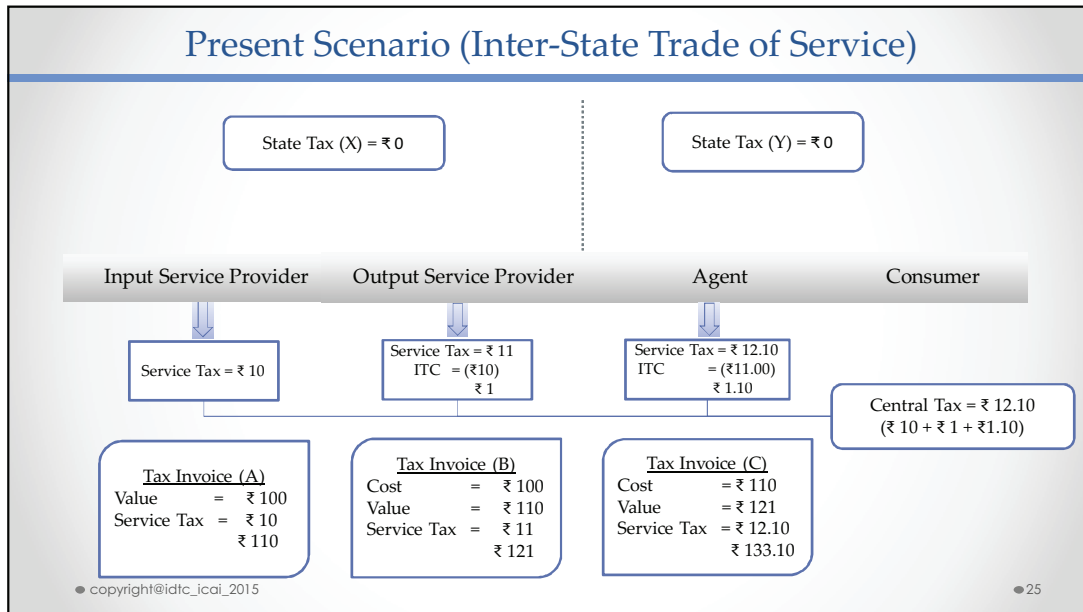 Present Scenario (Inter-State Trade of Service)
State Tax (X) = ₹ 0
State Tax (Y) = ₹ 0
Input Service Provider
Output Service Provider
Agent
Consumer
Service Tax = ₹ 10
Service Tax = ₹ 11
ITC = (₹10)
₹ 1
Service Tax = ₹ 12.10
ITC = (₹11.00)
₹ 1.10
Central Tax = ₹ 12.10
(₹ 10 + ₹ 1 + ₹1.10)
Tax Invoice (A)
Value = ₹ 100
Service Tax = ₹ 10
₹ 110
Tax Invoice (B)
Cost = ₹ 100
Value = ₹ 110
Service Tax = ₹ 11
₹ 121
Tax Invoice (C)
Cost = ₹ 110
Value = ₹ 121
Service Tax = ₹ 12.10
₹ 133.10
copyright@idtc_icai_2015
25